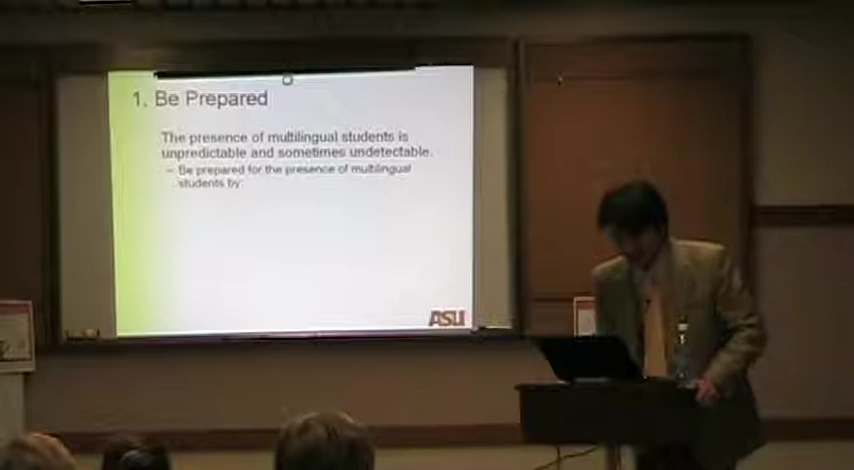 1. Be Prepared
The presence of multilingual students is
unpredictable and sometimes undetectable.
– Be prepared for the presence of multilingual
students by:
ASU